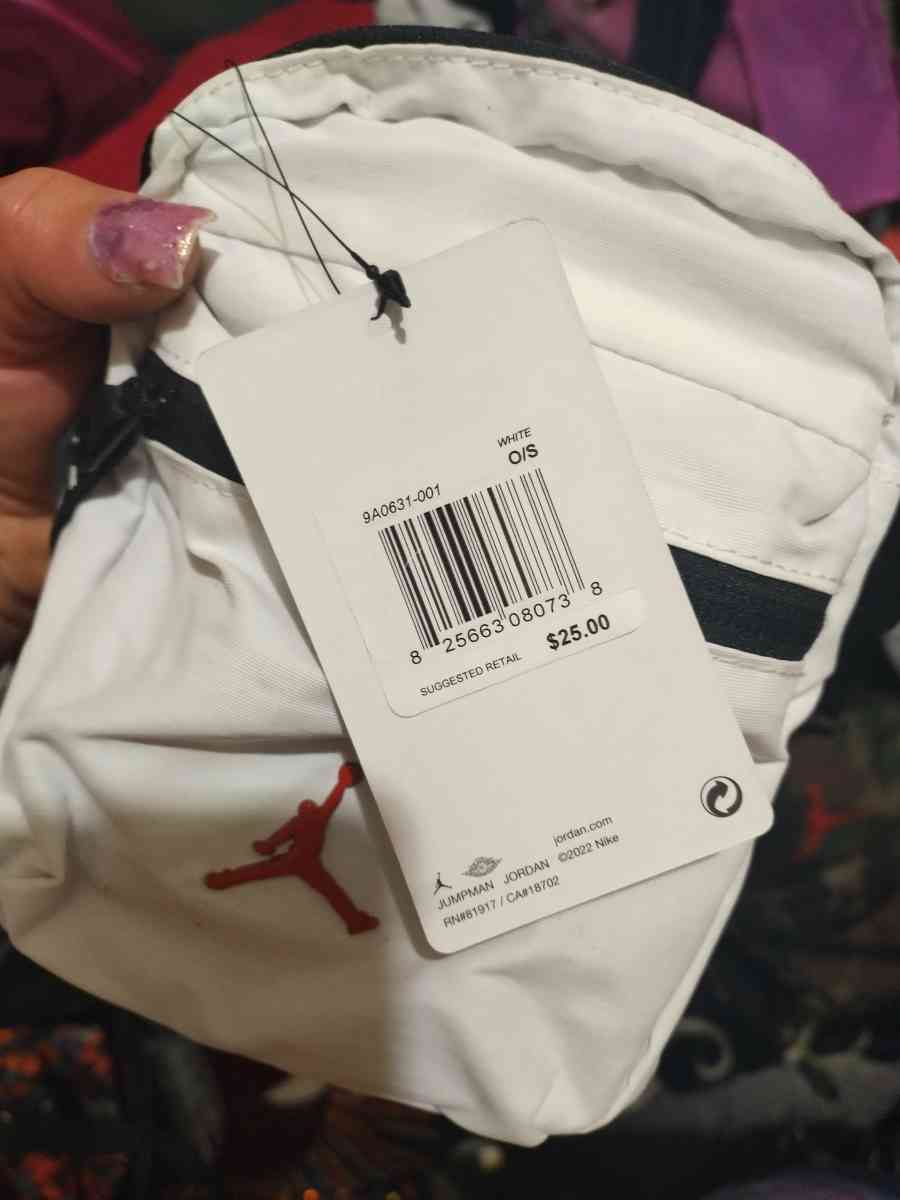 WHITE
O/S
9A0631-001
8 25663 08073 8
SUGGESTED RETAIL $25.00
jordan.com
JUMPMAN JORDAN ©2022 Nike
RN#81917 / CA#18702